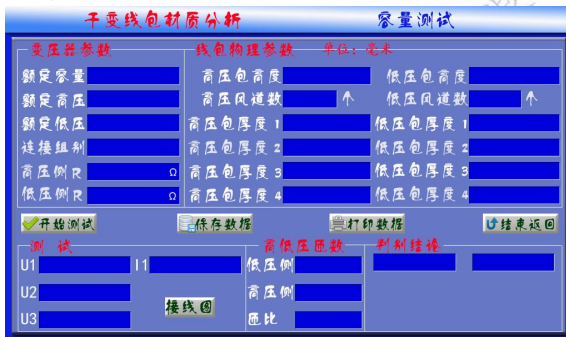 干变线包材质分析 容量测试
变压器参数 线包物理参数 单位：毫米
额定容量 高压包高度 低压包高度
额定高压 高压风道数 个 低压风道数 个
额定低压 高压包厚度 1 低压包厚度 1
连接组别 高压包厚度 2 低压包厚度 2
高压侧 R Ω 高压包厚度 3 低压包厚度 3
低压侧 R Ω 高压包厚度 4 低压包厚度 4
开始测试 保存数据 打印数据 结束返回
测 试 高低压匝数 判别结论
U1 I1 低压侧
U2 高压侧
接线图
U3 匝比